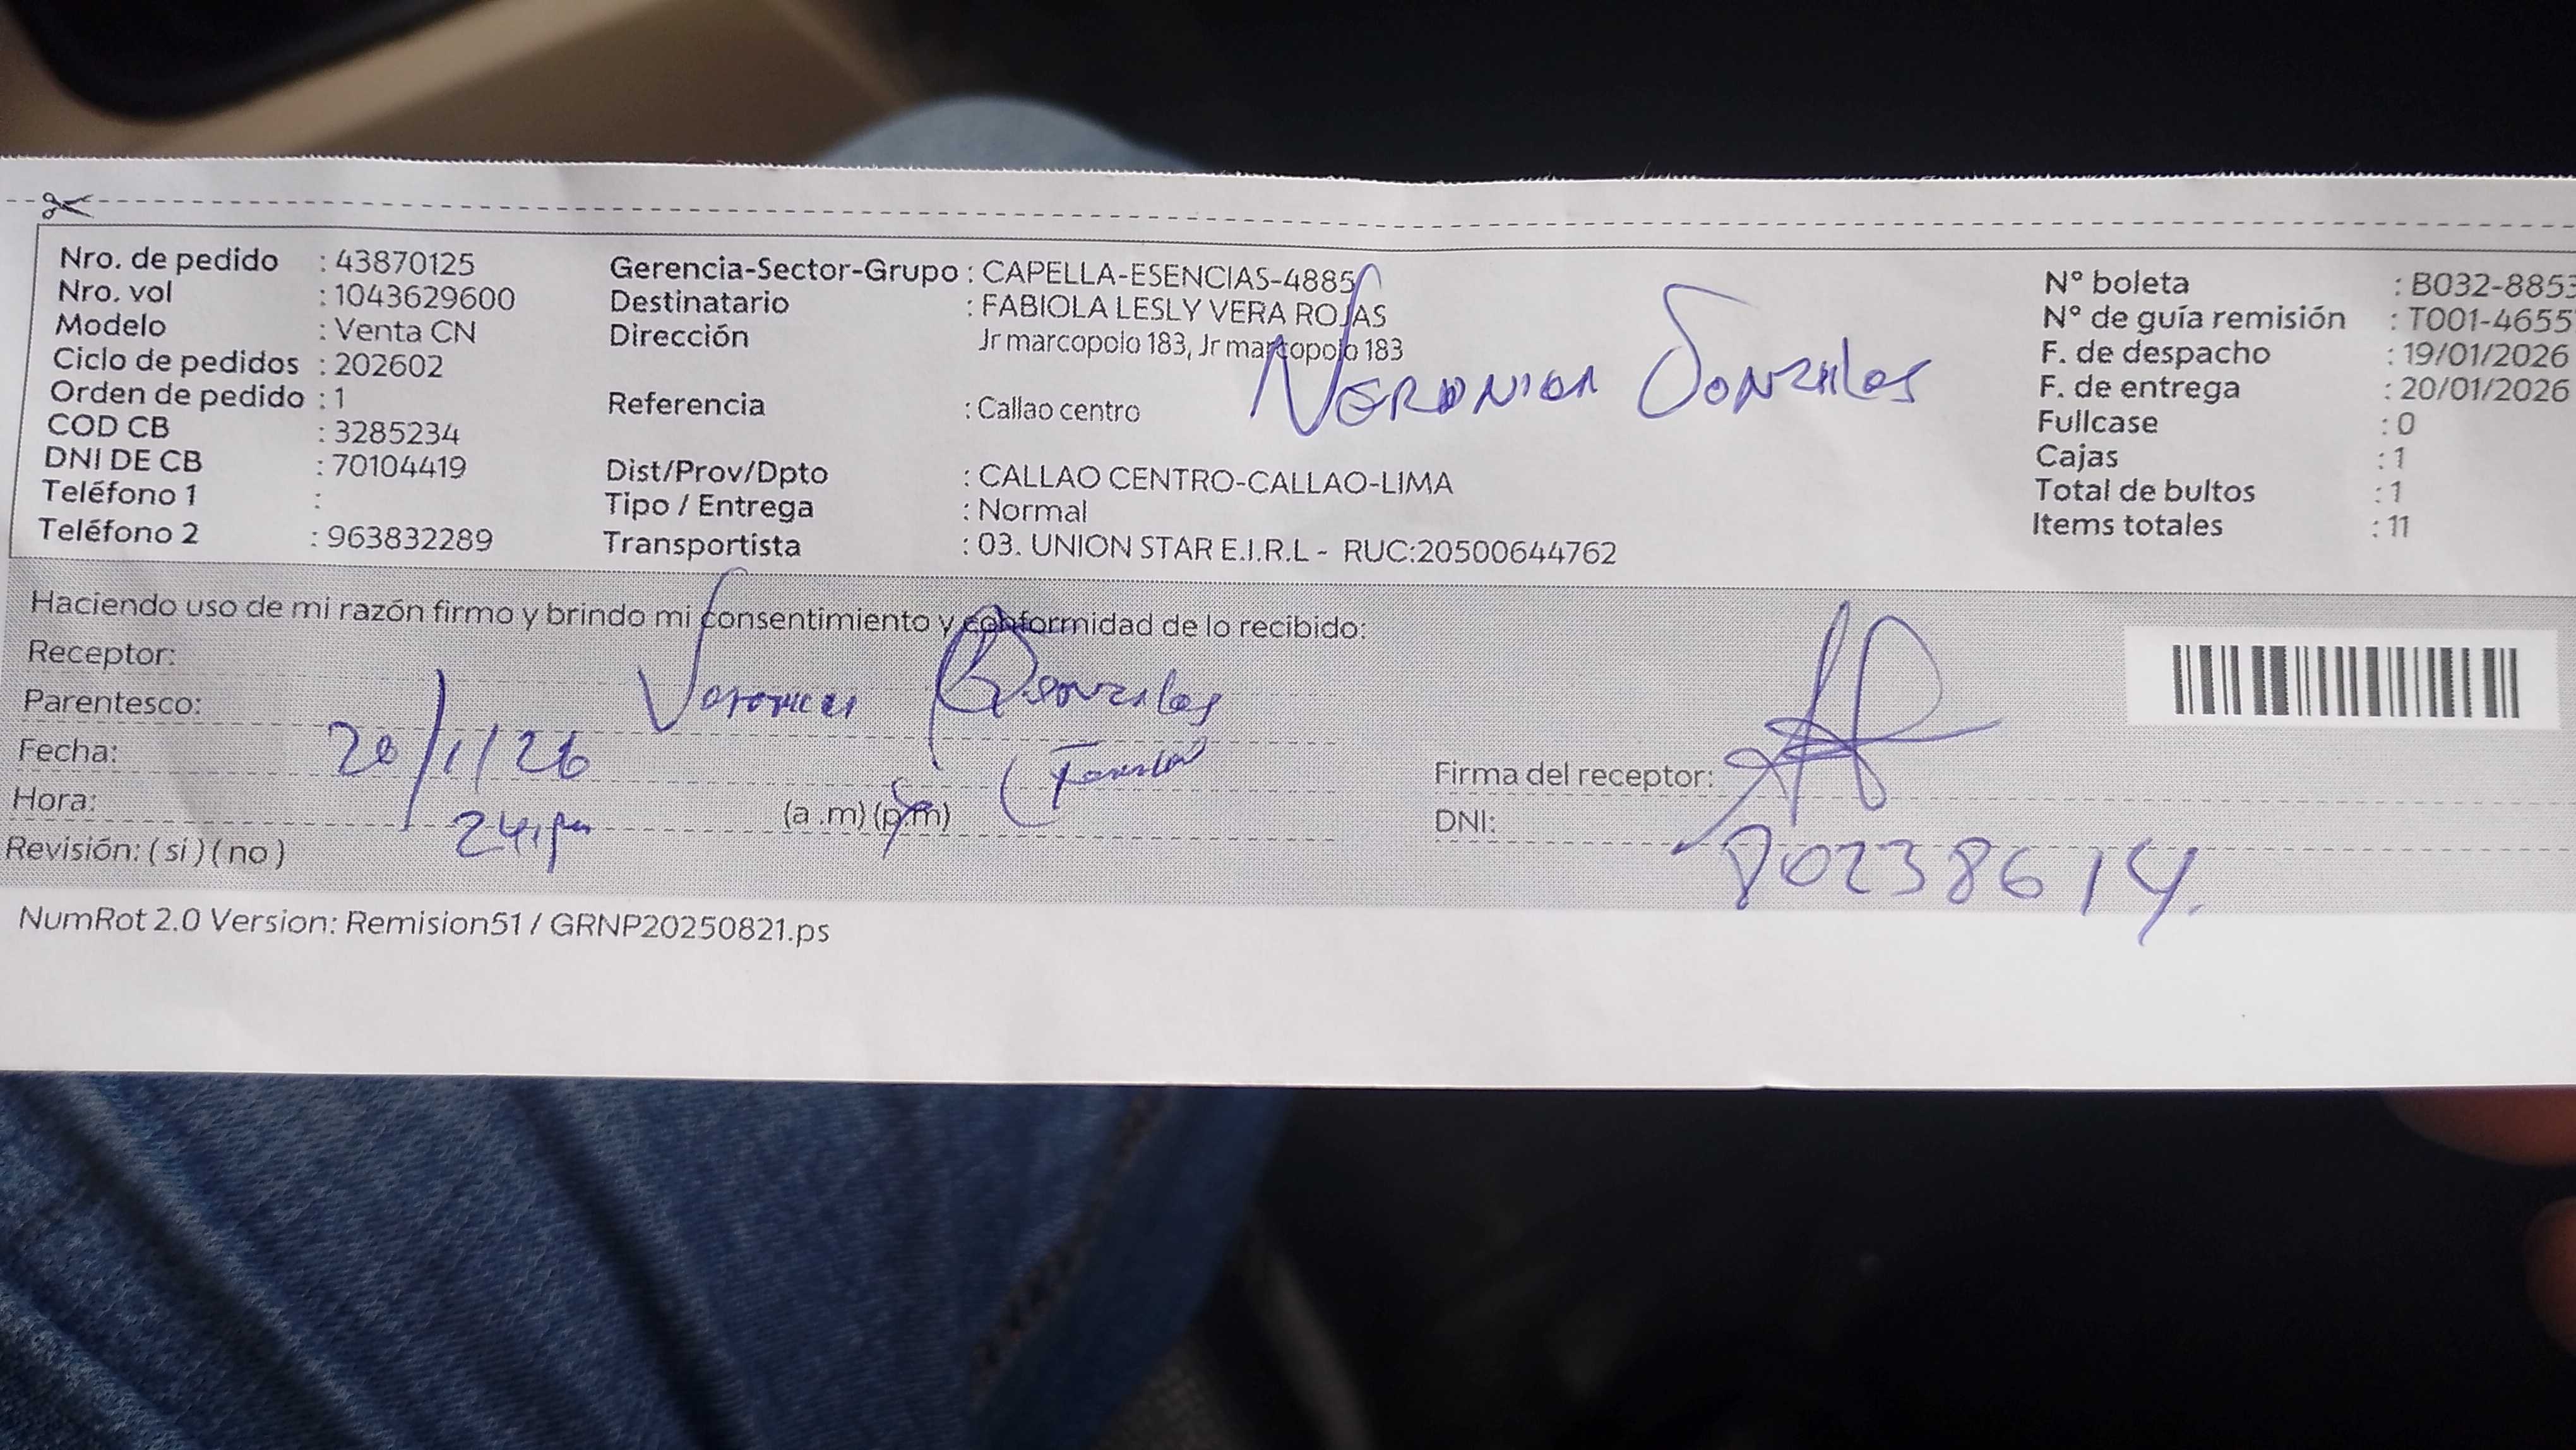 Nro. de pedido : 43870125
Nro. vol : 1043629600
Modelo : Venta CN
Ciclo de pedidos : 202602
Orden de pedido : 1
COD CB : 3285234
DNI DE CB : 70104419
Teléfono 1 :
Teléfono 2 : 963832289
Gerencia-Sector-Grupo : CAPELLA-ESENCIAS-4885
Destinatario : FABIOLA LESLY VERA ROJAS
Dirección Jr marcopolo 183, Jr marcopolo 183
VERONICA GONZALES
Referencia : Callao centro
Dist/Prov/Dpto : CALLAO CENTRO-CALLAO-LIMA
Tipo / Entrega : Normal
Transportista : 03. UNION STAR E.I.R.L - RUC:20500644762
N° boleta : B032-8853
N° de guía remisión : T001-4655
F. de despacho : 19/01/2026
F. de entrega : 20/01/2026
Fullcase : 0
Cajas : 1
Total de bultos : 1
Items totales : 11
Haciendo uso de mi razón firmo y brindo mi consentimiento y conformidad de lo recibido:
Receptor:
Veronica Gonzales
Parentesco:
Fecha: 20/1/26
Hora: (a .m) (p.m)
Revisión: ( si ) ( no )
Firma del receptor:
DNI: 80238614
NumRot 2.0 Version: Remision51 / GRNP20250821.ps